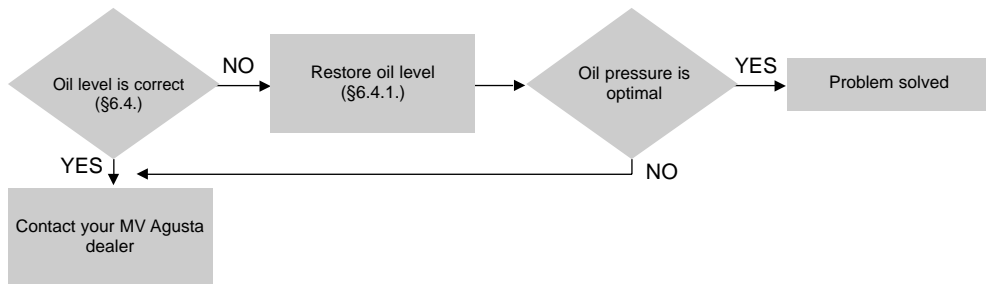 Oil level is correct
(§6.4.)
NO
Restore oil level
(§6.4.1.)
Oil pressure is
optimal
YES
Problem solved
YES
NO
Contact your MV Agusta
dealer